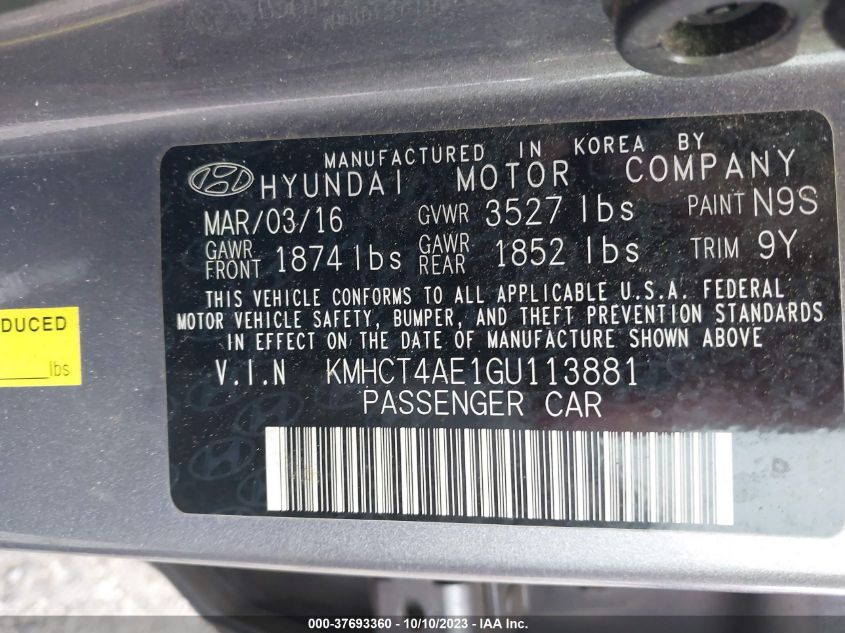 MANUFACTURED IN KOREA BY
HYUNDAI MOTOR COMPANY
MAR/03/16 GVWR 3527 lbs PAINT N9S
GAWR FRONT 1874 lbs GAWR REAR 1852 lbs TRIM 9Y
THIS VEHICLE CONFORMS TO ALL APPLICABLE U.S.A. FEDERAL
MOTOR VEHICLE SAFETY, BUMPER, AND THEFT PREVENTION STANDARDS
IN EFFECT ON THE DATE OF MANUFACTURE SHOWN ABOVE
V.I.N KMHCT4AE1GU113881
PASSENGER CAR
DUCED
lbs
000-37693360 - 10/10/2023 - IAA Inc.